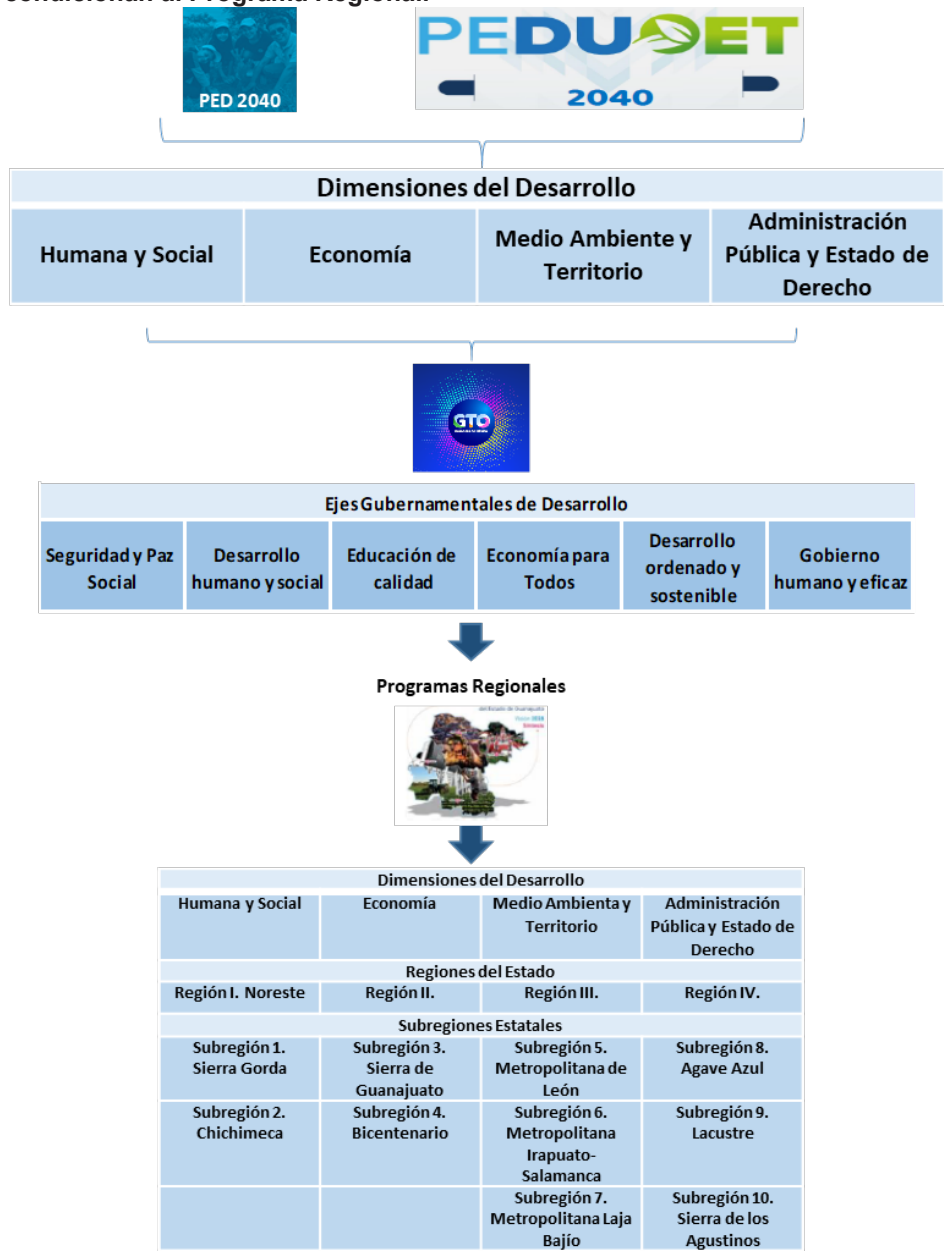 condicionan al Programa Regional.
PED 2040
PEDUOET
2040
Dimensiones del Desarrollo
Humana y Social
Economía
Medio Ambiente y
Territorio
Administración
Pública y Estado de
Derecho
GTO
Ejes Gubernamentales de Desarrollo
Seguridad y Paz
Social
Desarrollo
humano y social
Educación de
calidad
Economía para
Todos
Desarrollo
ordenado y
sostenible
Gobierno
humano y eficaz
Programas Regionales
Dimensiones del Desarrollo
Humana y Social
Economía
Medio Ambienta y
Territorio
Administración
Pública y Estado de
Derecho
Regiones del Estado
Región I. Noreste
Región II.
Región III.
Región IV.
Subregiones Estatales
Subregión 1.
Sierra Gorda
Subregión 3.
Sierra de
Guanajuato
Subregión 5.
Metropolitana de
León
Subregión 8.
Agave Azul
Subregión 2.
Chichimeca
Subregión 4.
Bicentenario
Subregión 6.
Metropolitana
Irapuato-
Salamanca
Subregión 9.
Lacustre
Subregión 7.
Metropolitana Laja
Bajío
Subregión 10.
Sierra de los
Agustinos